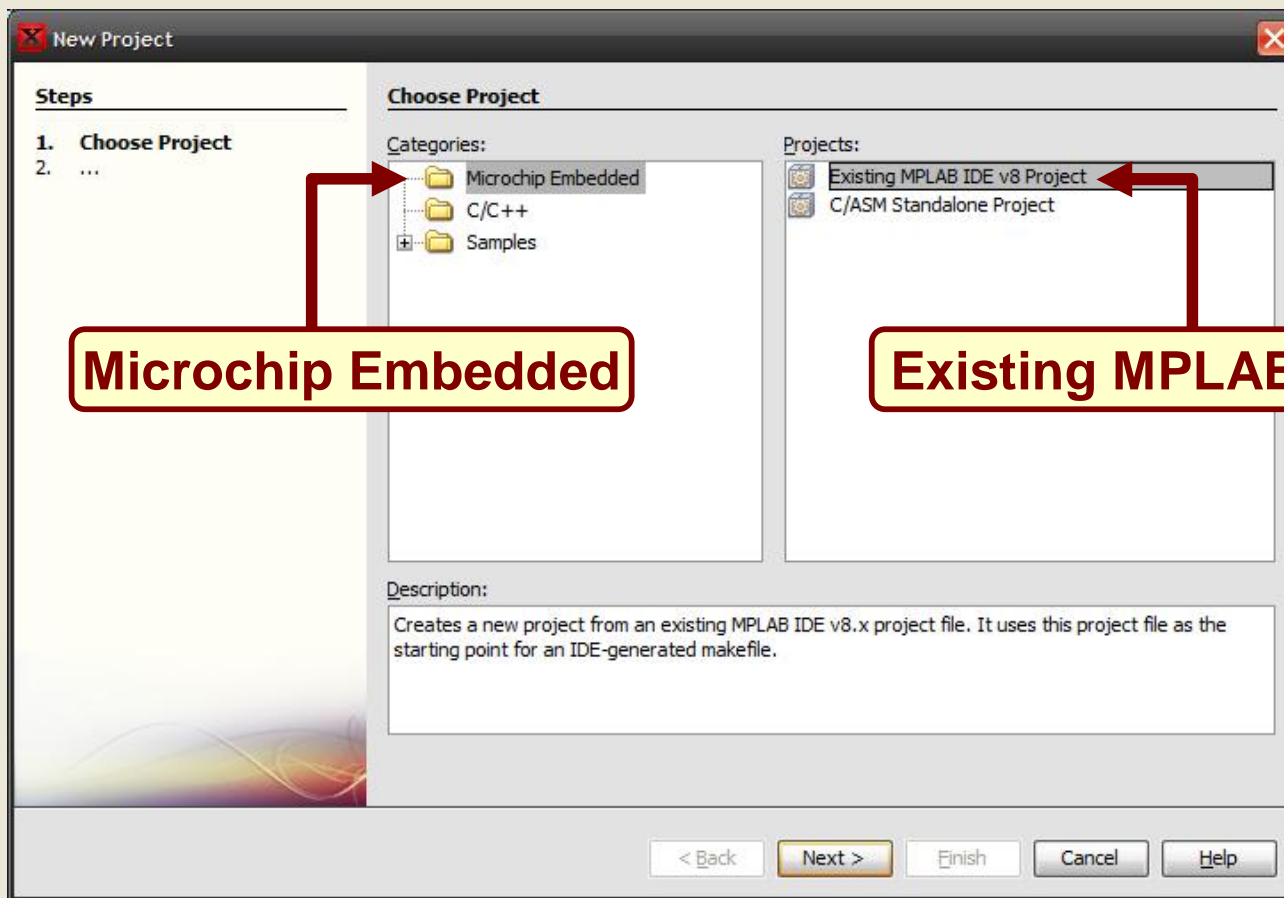 New Project
Steps
1. Choose Project
2. ...
Choose Project
Categories:
Microchip Embedded
C/C++
Samples
Projects:
Existing MPLAB IDE v8 Project
C/ASM Standalone Project
Microchip Embedded
Existing MPLAB
Description:
Creates a new project from an existing MPLAB IDE v8.x project file. It uses this project file as the
starting point for an IDE-generated makefile.
< Back
Next >
Finish
Cancel
Help